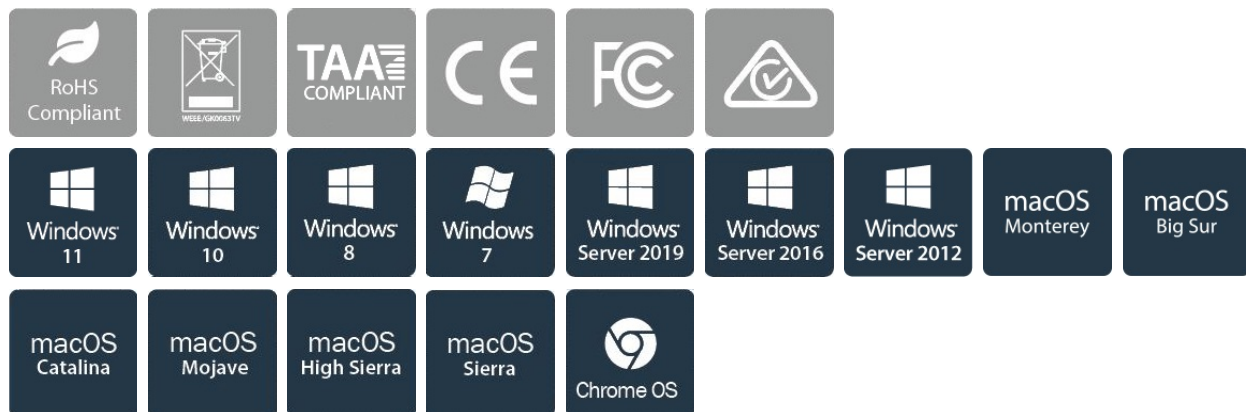 RoHS
Compliant
WEEE/GK0063TV
TAA
COMPLIANT
CE
FC
Windows
11
Windows
10
Windows
8
Windows
7
Windows
Server 2019
Windows
Server 2016
Windows
Server 2012
macOS
Monterey
macOS
Big Sur
macOS
Catalina
macOS
Mojave
macOS
High Sierra
macOS
Sierra
Chrome OS